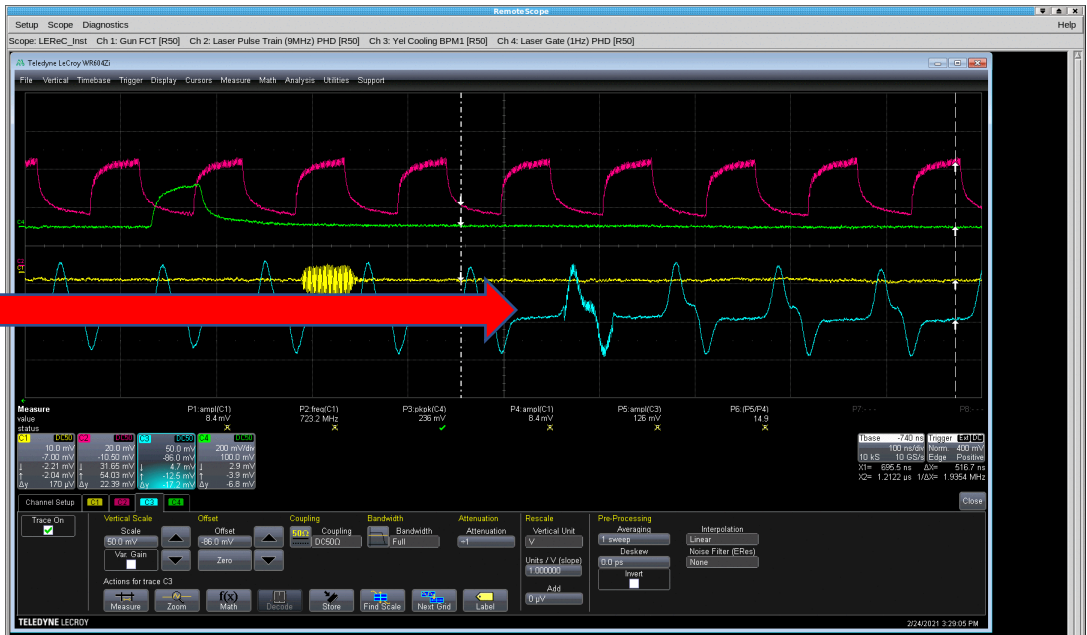 RemoteScope
Setup Scope Diagnostics Help
Scope: LEReC_Inst Ch 1: Gun FCT [R50] Ch 2: Laser Pulse Train (9MHz) PHD [R50] Ch 3: Yel Cooling BPM1 [R50] Ch 4: Laser Gate (1Hz) PHD [R50]
Teledyne LeCroy WR604Zi
File Vertical Timebase Trigger Display Cursors Measure Math Analysis Utilities Support
C4
Measure P1:ampl(C1) P2:freq(C1) P3:pkpk(C4) P4:ampl(C1) P5:ampl(C3) P6:(P5/P4) P7:--- P8:---
value 8.4 mV 723.2 MHz 236 mV 8.4 mV 126 mV 14.9
status
C1 DC50 C2 DC50 C3 DC50 C4 DC50
10.0 mV 20.0 mV 50.0 mV 200 mV/div
-7.00 mV -10.50 mV -86.0 mV 100.0 mV
-2.21 mV 31.65 mV 4.7 mV 2.9 mV
-2.04 mV 54.03 mV -12.5 mV -3.9 mV
Δy 170 µV Δy 22.39 mV Δy -17.2 mV Δy -6.8 mV
Tbase -740 ns Trigger Ext DC
100 ns/div Norm. 400 mV
10 kS 10 GS/s Edge Positive
X1= 695.5 ns ΔX= 516.7 ns
X2= 1.2122 µs 1/ΔX= 1.9354 MHz
Channel Setup C1 C2 C3 C4 Close
Trace On Vertical Scale Offset Coupling Bandwidth Attenuation Rescale Pre-Processing
Scale Offset Coupling Bandwidth Attenuation Vertical Unit Averaging Interpolation
50.0 mV -86.0 mV 50Ω DC50Ω Full ÷1 V 1 sweep Linear
Var. Gain Zero Units / V (slope) Deskew Noise Filter (ERes)
1.000000 0.0 ps None
Actions for trace C3 Add Invert
0 µV
Measure Zoom f(x) Math Decode Store Find Scale Next Grid Label
TELEDYNE LECROY 2/24/2021 3:29:05 PM